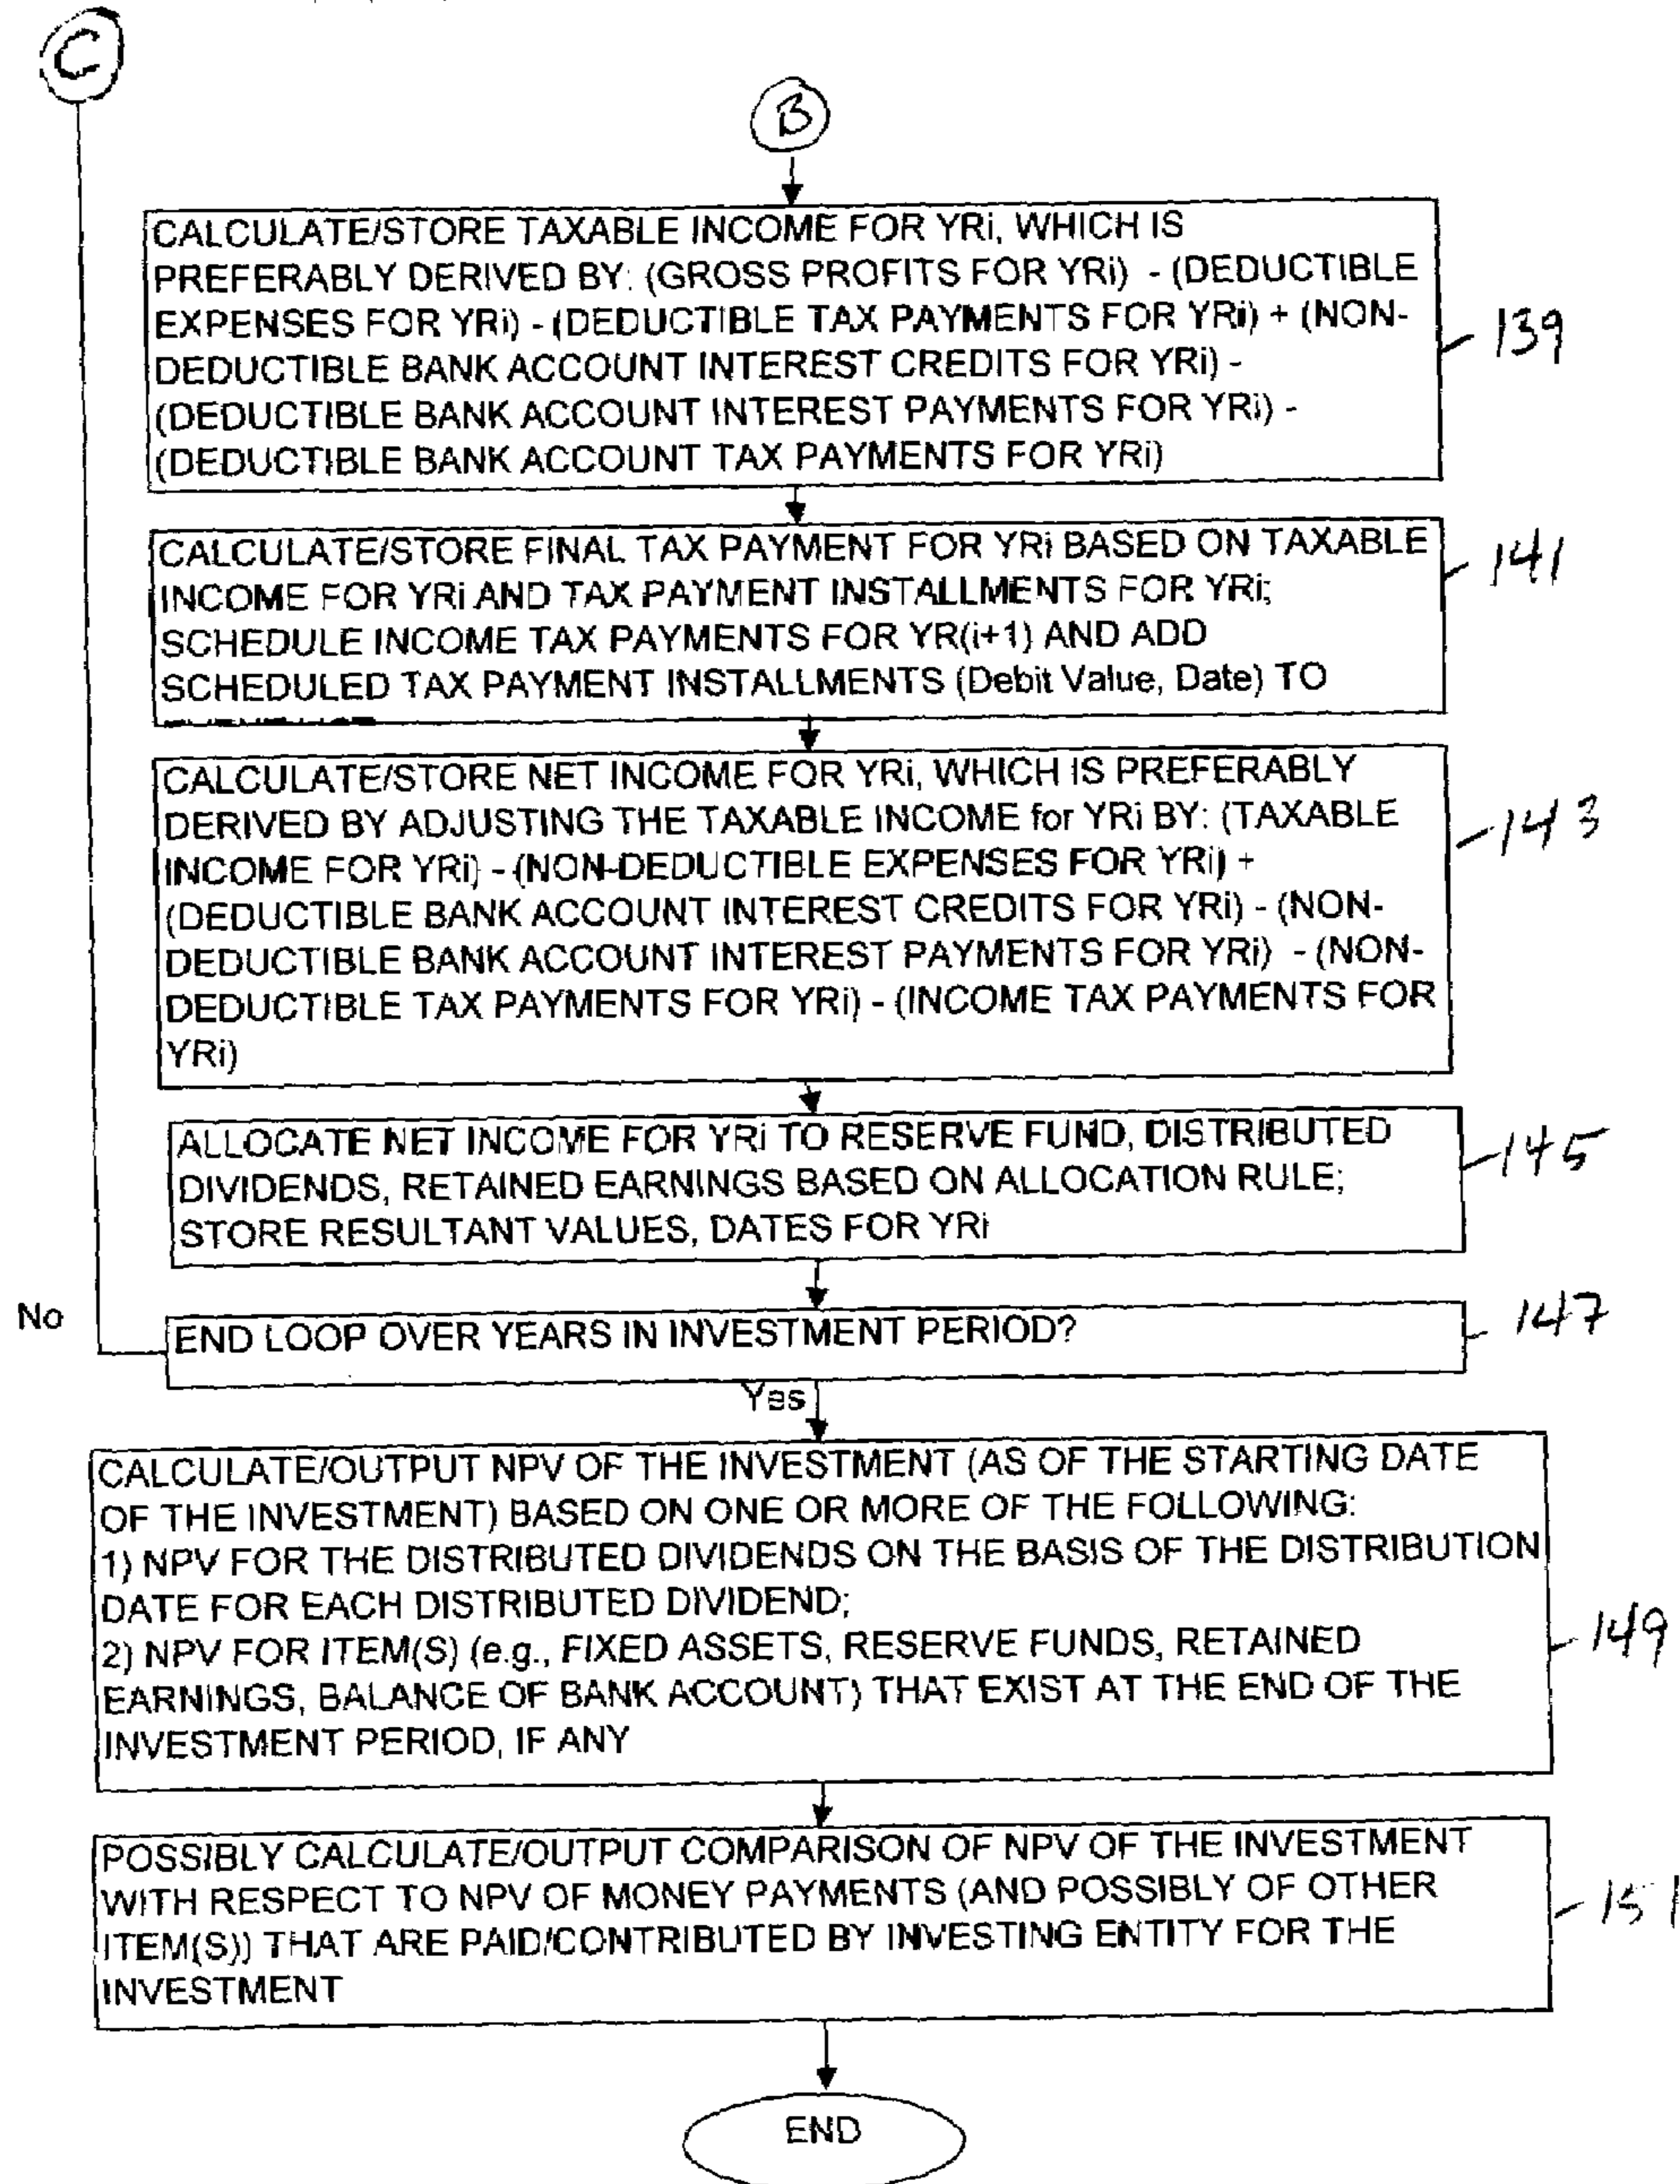 C
B
CALCULATE/STORE TAXABLE INCOME FOR YRi, WHICH IS
PREFERABLY DERIVED BY: (GROSS PROFITS FOR YRi) - (DEDUCTIBLE
EXPENSES FOR YRi) - (DEDUCTIBLE TAX PAYMENTS FOR YRi) + (NON-
DEDUCTIBLE BANK ACCOUNT INTEREST CREDITS FOR YRi) -
(DEDUCTIBLE BANK ACCOUNT INTEREST PAYMENTS FOR YRi) -
(DEDUCTIBLE BANK ACCOUNT TAX PAYMENTS FOR YRi)
139
CALCULATE/STORE FINAL TAX PAYMENT FOR YRi BASED ON TAXABLE
INCOME FOR YRi AND TAX PAYMENT INSTALLMENTS FOR YRi;
SCHEDULE INCOME TAX PAYMENTS FOR YR(i+1) AND ADD
SCHEDULED TAX PAYMENT INSTALLMENTS (Debit Value, Date) TO
141
CALCULATE/STORE NET INCOME FOR YRi, WHICH IS PREFERABLY
DERIVED BY ADJUSTING THE TAXABLE INCOME for YRi BY: (TAXABLE
INCOME FOR YRi) - (NON-DEDUCTIBLE EXPENSES FOR YRi) +
(DEDUCTIBLE BANK ACCOUNT INTEREST CREDITS FOR YRi) - (NON-
DEDUCTIBLE BANK ACCOUNT INTEREST PAYMENTS FOR YRi) - (NON-
DEDUCTIBLE TAX PAYMENTS FOR YRi) - (INCOME TAX PAYMENTS FOR
YRi)
143
ALLOCATE NET INCOME FOR YRi TO RESERVE FUND, DISTRIBUTED
DIVIDENDS, RETAINED EARNINGS BASED ON ALLOCATION RULE;
STORE RESULTANT VALUES, DATES FOR YRi
145
No
END LOOP OVER YEARS IN INVESTMENT PERIOD?
147
Yes
CALCULATE/OUTPUT NPV OF THE INVESTMENT (AS OF THE STARTING DATE
OF THE INVESTMENT) BASED ON ONE OR MORE OF THE FOLLOWING:
1) NPV FOR THE DISTRIBUTED DIVIDENDS ON THE BASIS OF THE DISTRIBUTION
DATE FOR EACH DISTRIBUTED DIVIDEND;
2) NPV FOR ITEM(S) (e.g., FIXED ASSETS, RESERVE FUNDS, RETAINED
EARNINGS, BALANCE OF BANK ACCOUNT) THAT EXIST AT THE END OF THE
INVESTMENT PERIOD, IF ANY
149
POSSIBLY CALCULATE/OUTPUT COMPARISON OF NPV OF THE INVESTMENT
WITH RESPECT TO NPV OF MONEY PAYMENTS (AND POSSIBLY OF OTHER
ITEM(S)) THAT ARE PAID/CONTRIBUTED BY INVESTING ENTITY FOR THE
INVESTMENT
151
END